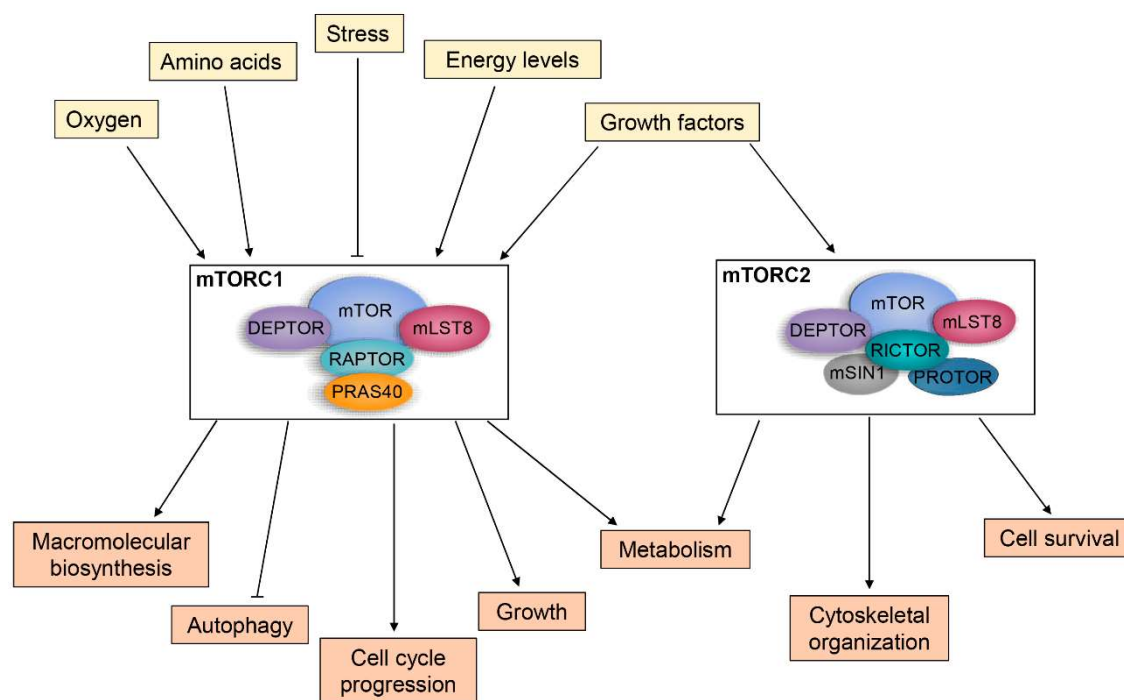 Stress
Amino acids
Energy levels
Oxygen
Growth factors
mTORC1
mTOR
DEPTOR
mLST8
RAPTOR
PRAS40
mTORC2
mTOR
DEPTOR
mLST8
RICTOR
mSIN1
PROTOR
Macromolecular
biosynthesis
Autophagy
Cell cycle
progression
Growth
Metabolism
Cytoskeletal
organization
Cell survival